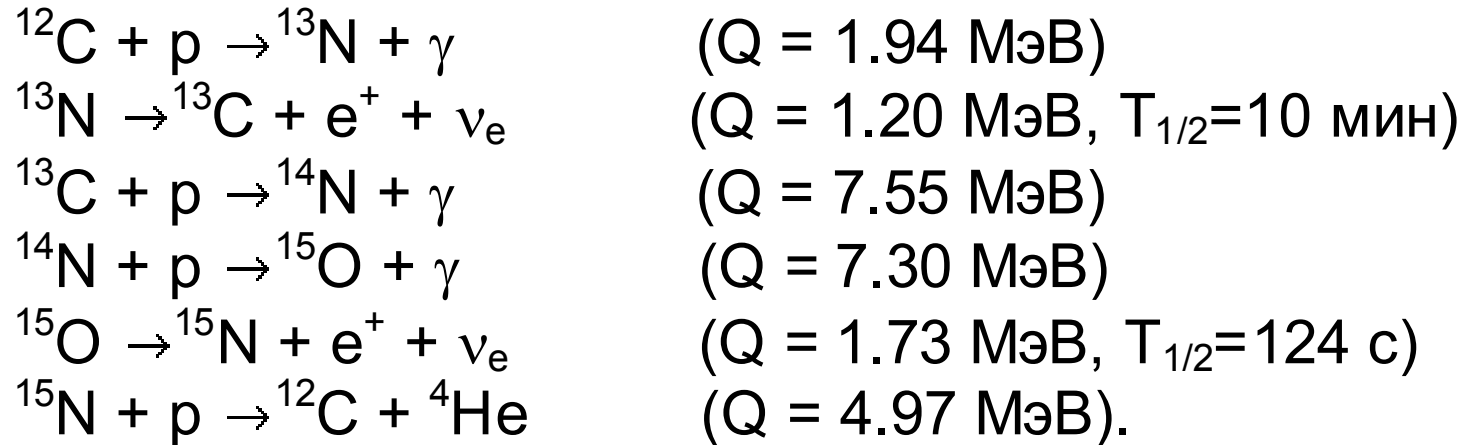 ¹²C + p →¹³N + γ (Q = 1.94 МэВ)
¹³N →¹³C + e⁺ + νₑ (Q = 1.20 МэВ, T₁/₂=10 мин)
¹³C + p →¹⁴N + γ (Q = 7.55 МэВ)
¹⁴N + p →¹⁵O + γ (Q = 7.30 МэВ)
¹⁵O →¹⁵N + e⁺ + νₑ (Q = 1.73 МэВ, T₁/₂=124 с)
¹⁵N + p →¹²C + ⁴He (Q = 4.97 МэВ).